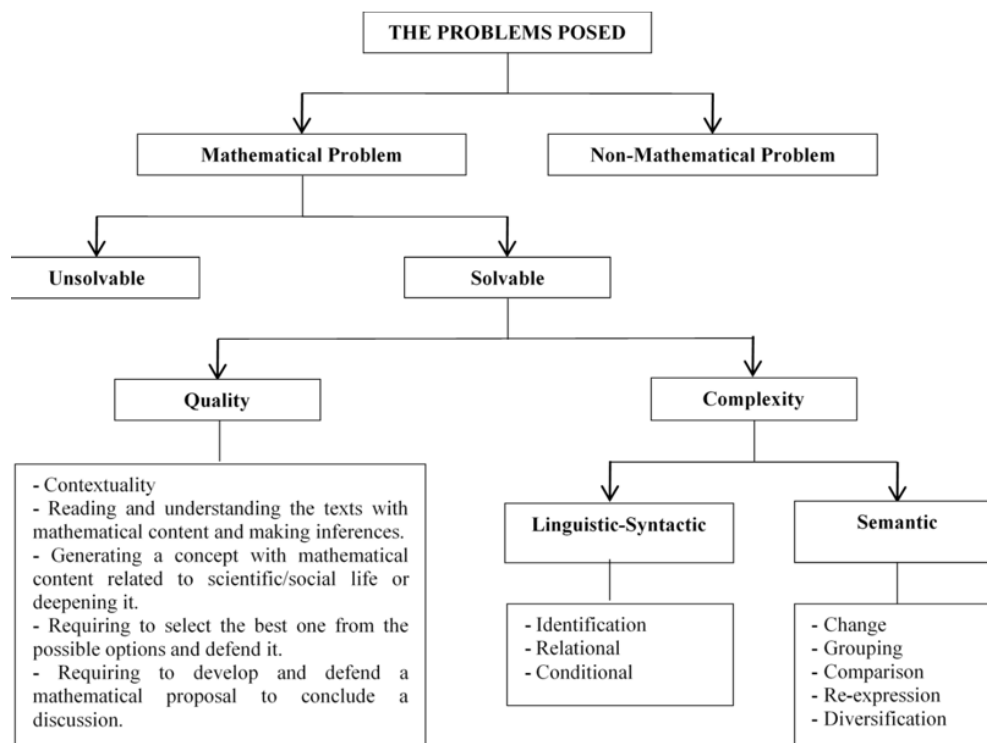 THE PROBLEMS POSED
Mathematical Problem
Non-Mathematical Problem
Unsolvable
Solvable
Quality
Complexity
- Contextuality
- Reading and understanding the texts with
mathematical content and making inferences.
- Generating a concept with mathematical
content related to scientific/social life or
deepening it.
- Requiring to select the best one from the
possible options and defend it.
- Requiring to develop and defend a
mathematical proposal to conclude a
discussion.
Linguistic-Syntactic
Semantic
- Identification
- Relational
- Conditional
- Change
- Grouping
- Comparison
- Re-expression
- Diversification